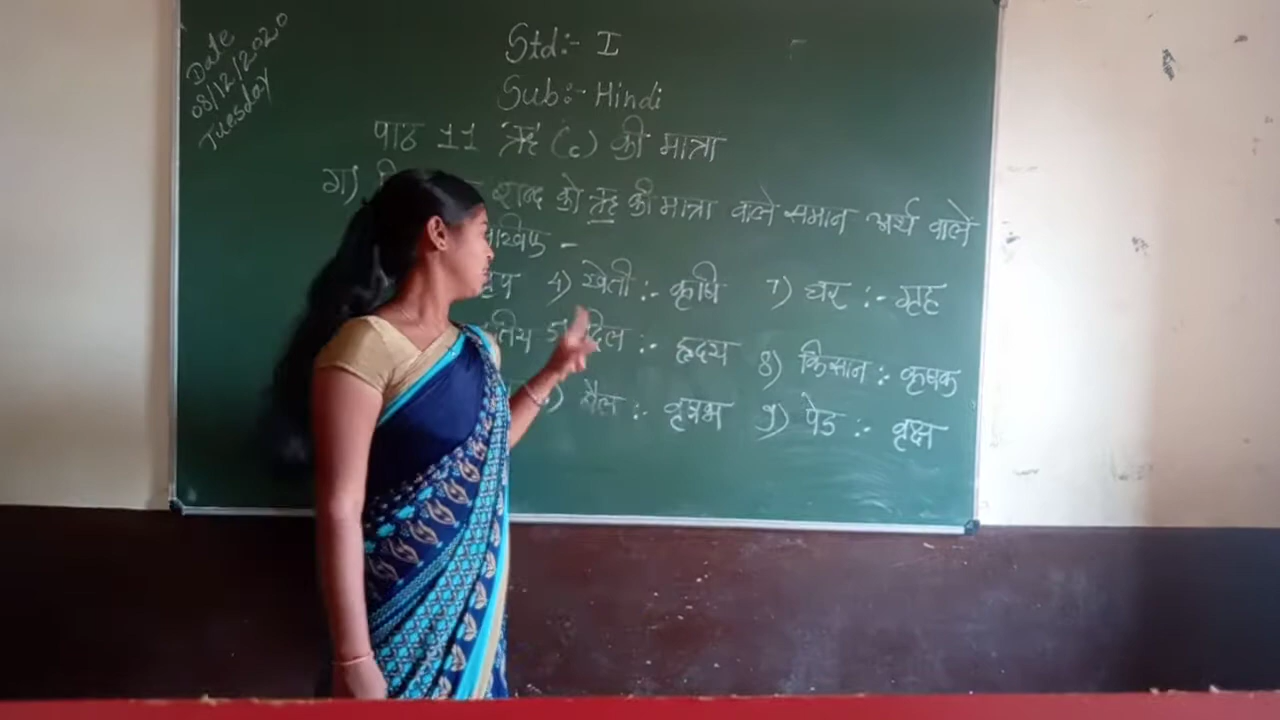 Date
08/12/2020
Tuesday
Std:- I
Sub:- Hindi
पाठ 11 ऋ (ृ) की मात्रा
ग) शब्द को ऋ की मात्रा वाले समान अर्थ वाले
4) खेती :- कृषि 7) घर :- गृह
5) दिल :- हृदय 8) किसान :- कृषक
बैल :- वृषभ 9) पेड :- वृक्ष